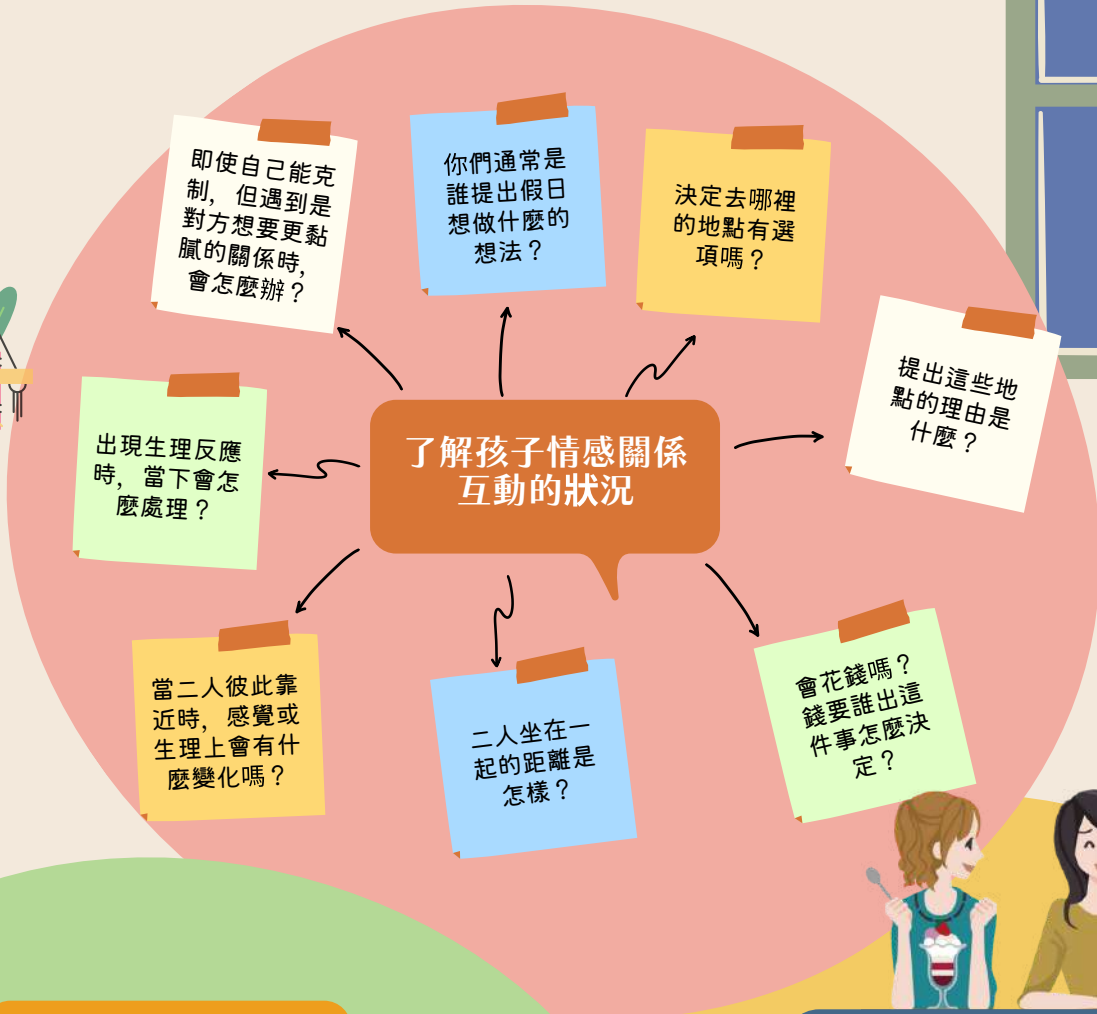 即使自己能克
制，但遇到是
對方想要更黏
膩的關係時，
會怎麼辦？
你們通常是
誰提出假日
想做什麼的
想法？
決定去哪裡
的地點有選
項嗎？
提出這些地
點的理由是
什麼？
了解孩子情感關係
互動的狀況
出現生理反應
時，當下會怎
麼處理？
當二人彼此靠
近時，感覺或
生理上會有什
麼變化嗎？
二人坐在一
起的距離是
怎樣？
會花錢嗎？
錢要誰出這
件事怎麼決
定？